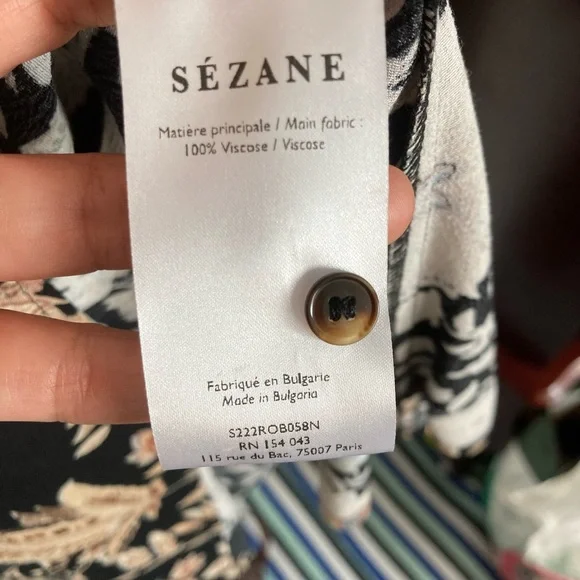 SÉZANE
Matière principale / Main fabric :
100% Viscose / Viscose
Fabriqué en Bulgarie
Made in Bulgaria
S222ROB058N
RN 154 043
115 rue du Bac, 75007 Paris